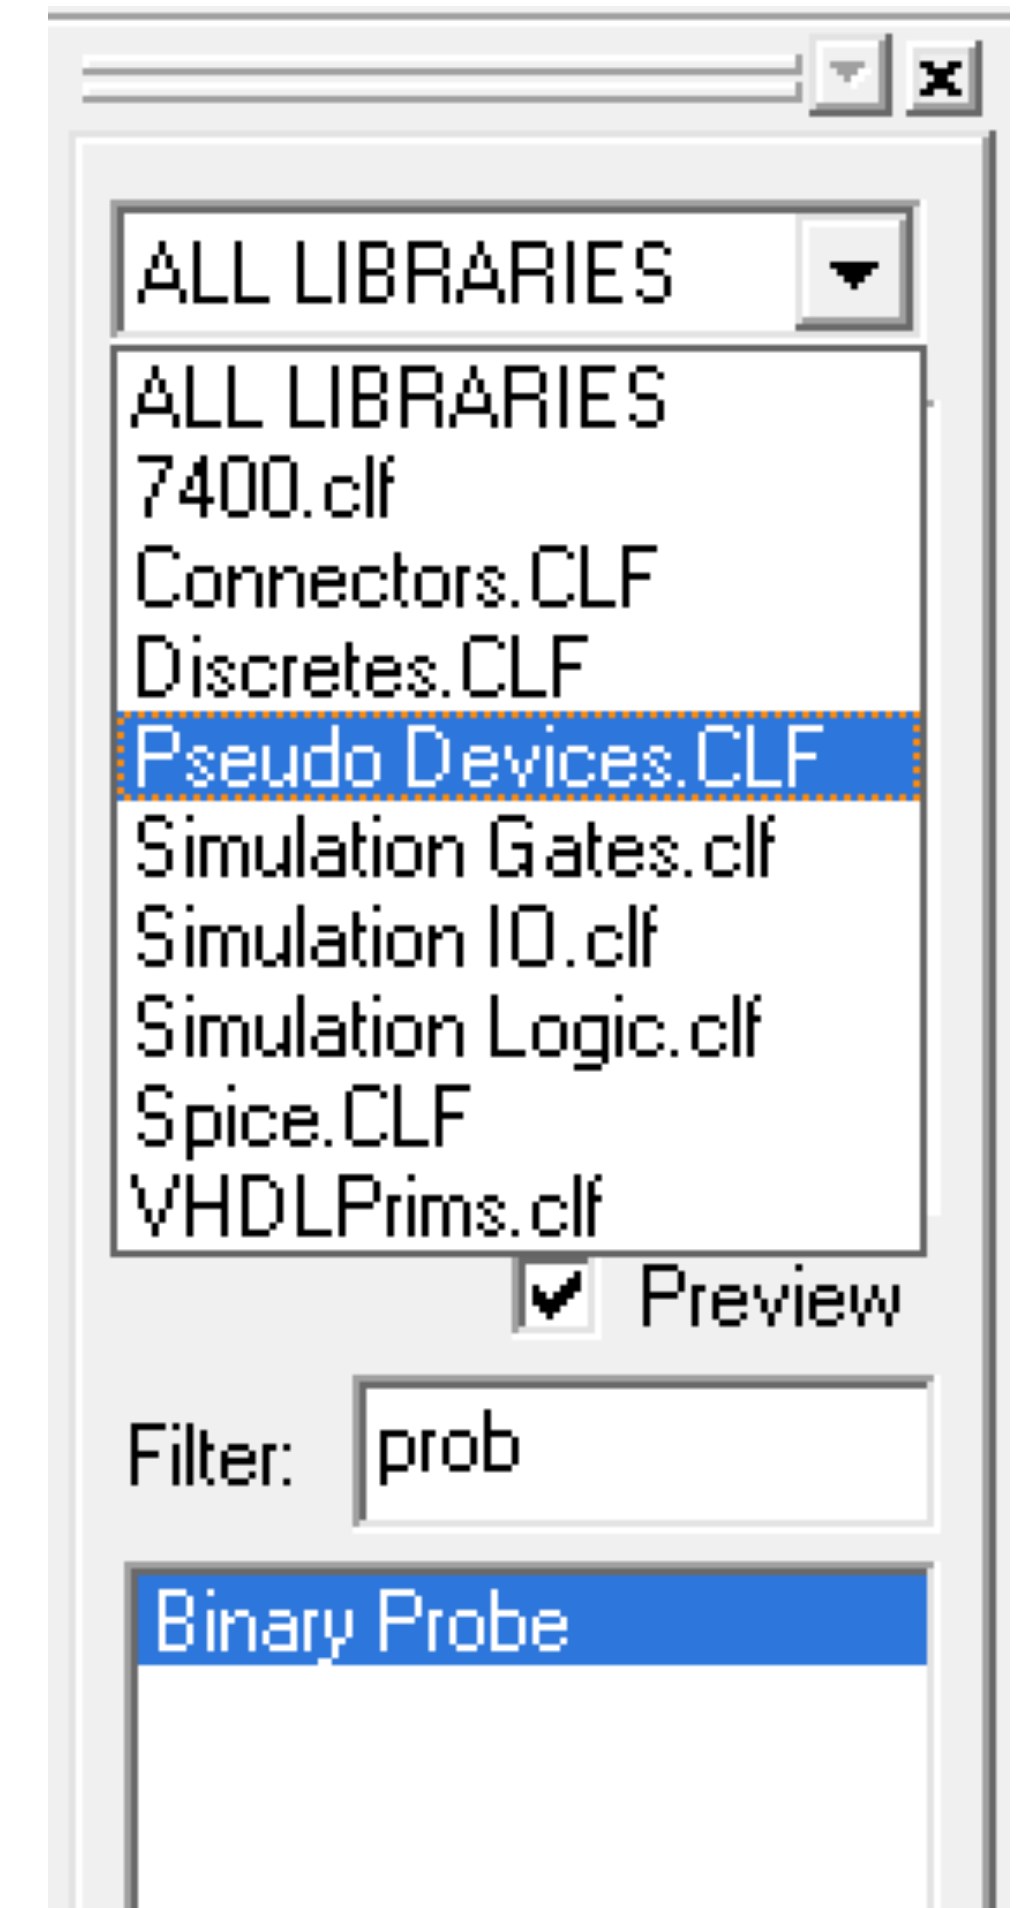 ALL LIBRARIES
ALL LIBRARIES
7400.clf
Connectors.CLF
Discretes.CLF
Pseudo Devices.CLF
Simulation Gates.clf
Simulation IO.clf
Simulation Logic.clf
Spice.CLF
VHDLPrims.clf
Preview
Filter: prob
Binary Probe